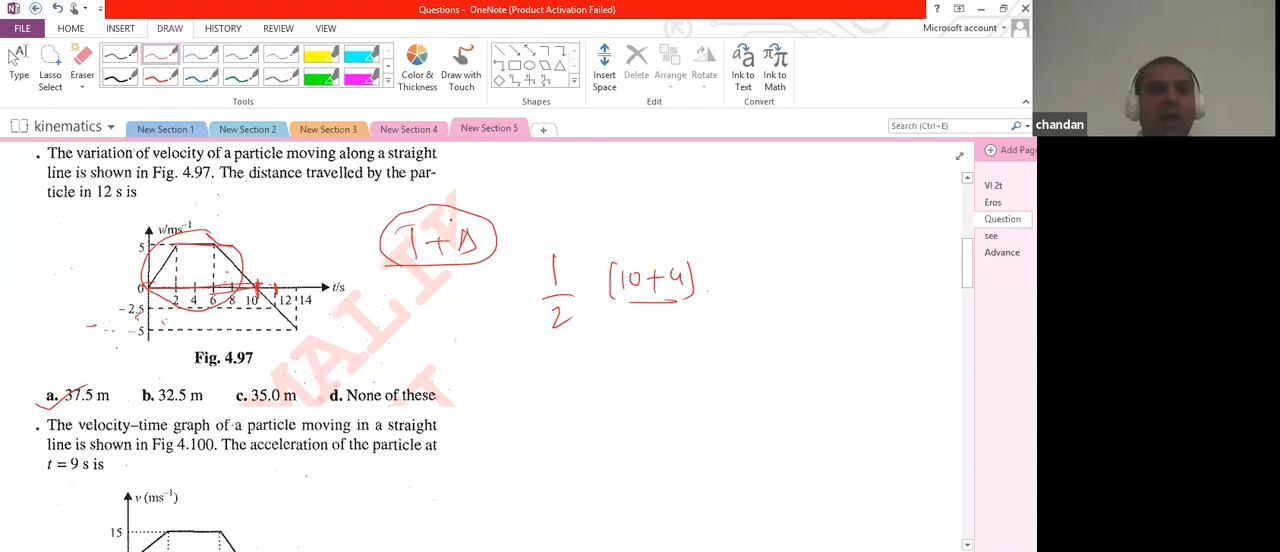 Questions - OneNote (Product Activation Failed)
FILE HOME INSERT DRAW HISTORY REVIEW VIEW Microsoft account
Type Lasso Select Eraser Color & Thickness Draw with Touch Insert Space Delete Arrange Rotate Ink to Text Ink to Math
Tools Shapes Edit Convert
kinematics New Section 1 New Section 2 New Section 3 New Section 4 New Section 5 Search (Ctrl+E)
chandan
Add Pag
VI 2t
Eros
Question
see
Advance
The variation of velocity of a particle moving along a straight
line is shown in Fig. 4.97. The distance travelled by the par-
ticle in 12 s is
v/ms⁻¹
5
0 2 4 6 8 10 12 14 t/s
– 2.5
– 5
Fig. 4.97
T + Δ
1/2 (10+4)
a. 37.5 m b. 32.5 m c. 35.0 m d. None of these
The velocity–time graph of a particle moving in a straight
line is shown in Fig 4.100. The acceleration of the particle at
t = 9 s is
v (ms⁻¹)
15